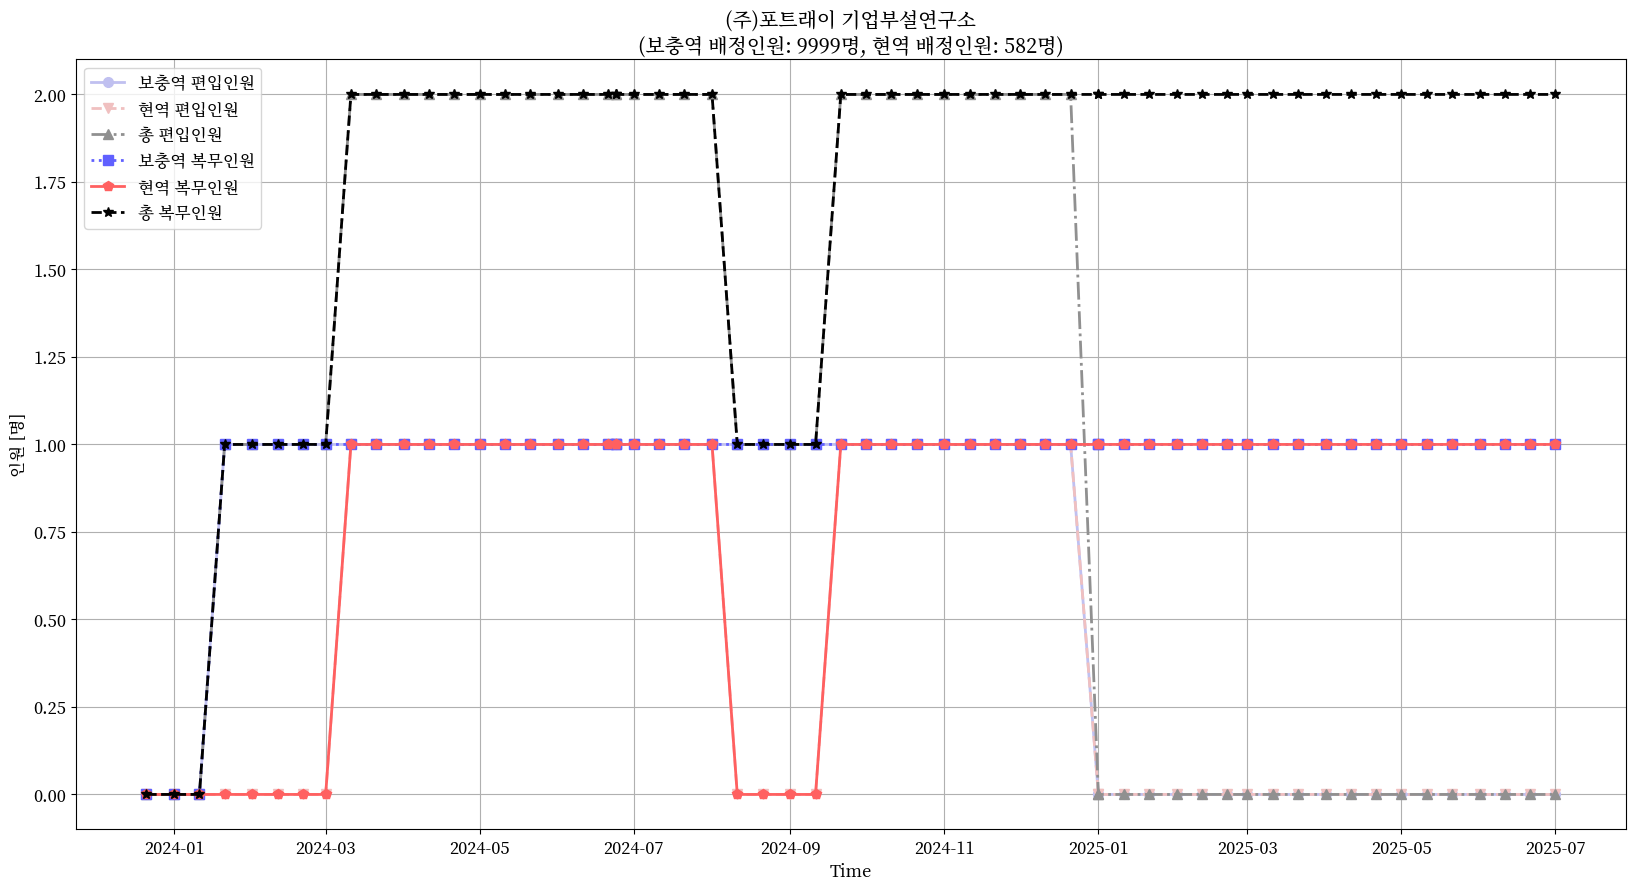 (주)포트래이 기업부설연구소
(보충역 배정인원: 9999명, 현역 배정인원: 582명)
보충역 편입인원
현역 편입인원
총 편입인원
보충역 복무인원
현역 복무인원
총 복무인원
2.00
1.75
1.50
1.25
1.00
0.75
0.50
0.25
0.00
인원 [명]
2024-01 2024-03 2024-05 2024-07 2024-09 2024-11 2025-01 2025-03 2025-05 2025-07
Time